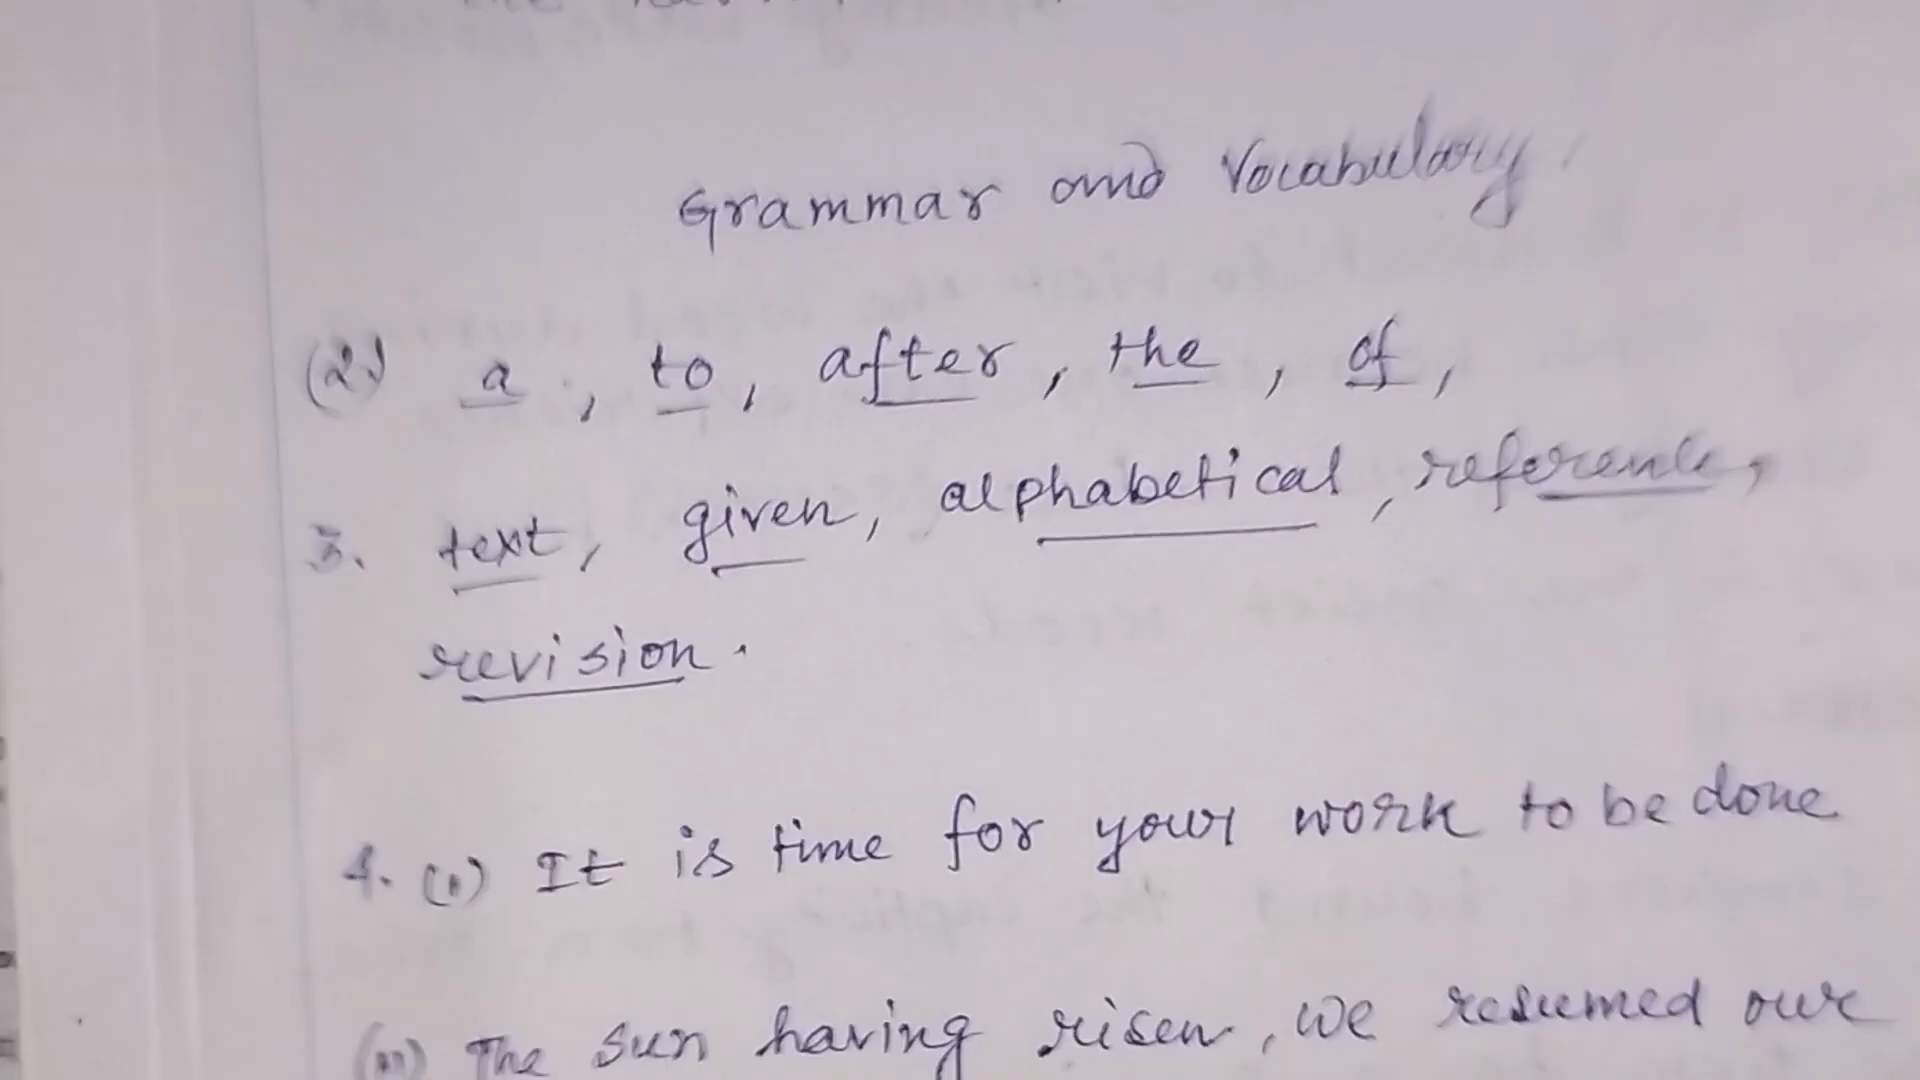 Grammar and Vocabulary
(2) a, to, after, the, of,
3. text, given, alphabetical, reference,
revision.
4. (i) It is time for your work to be done
The sun having risen, we resumed our